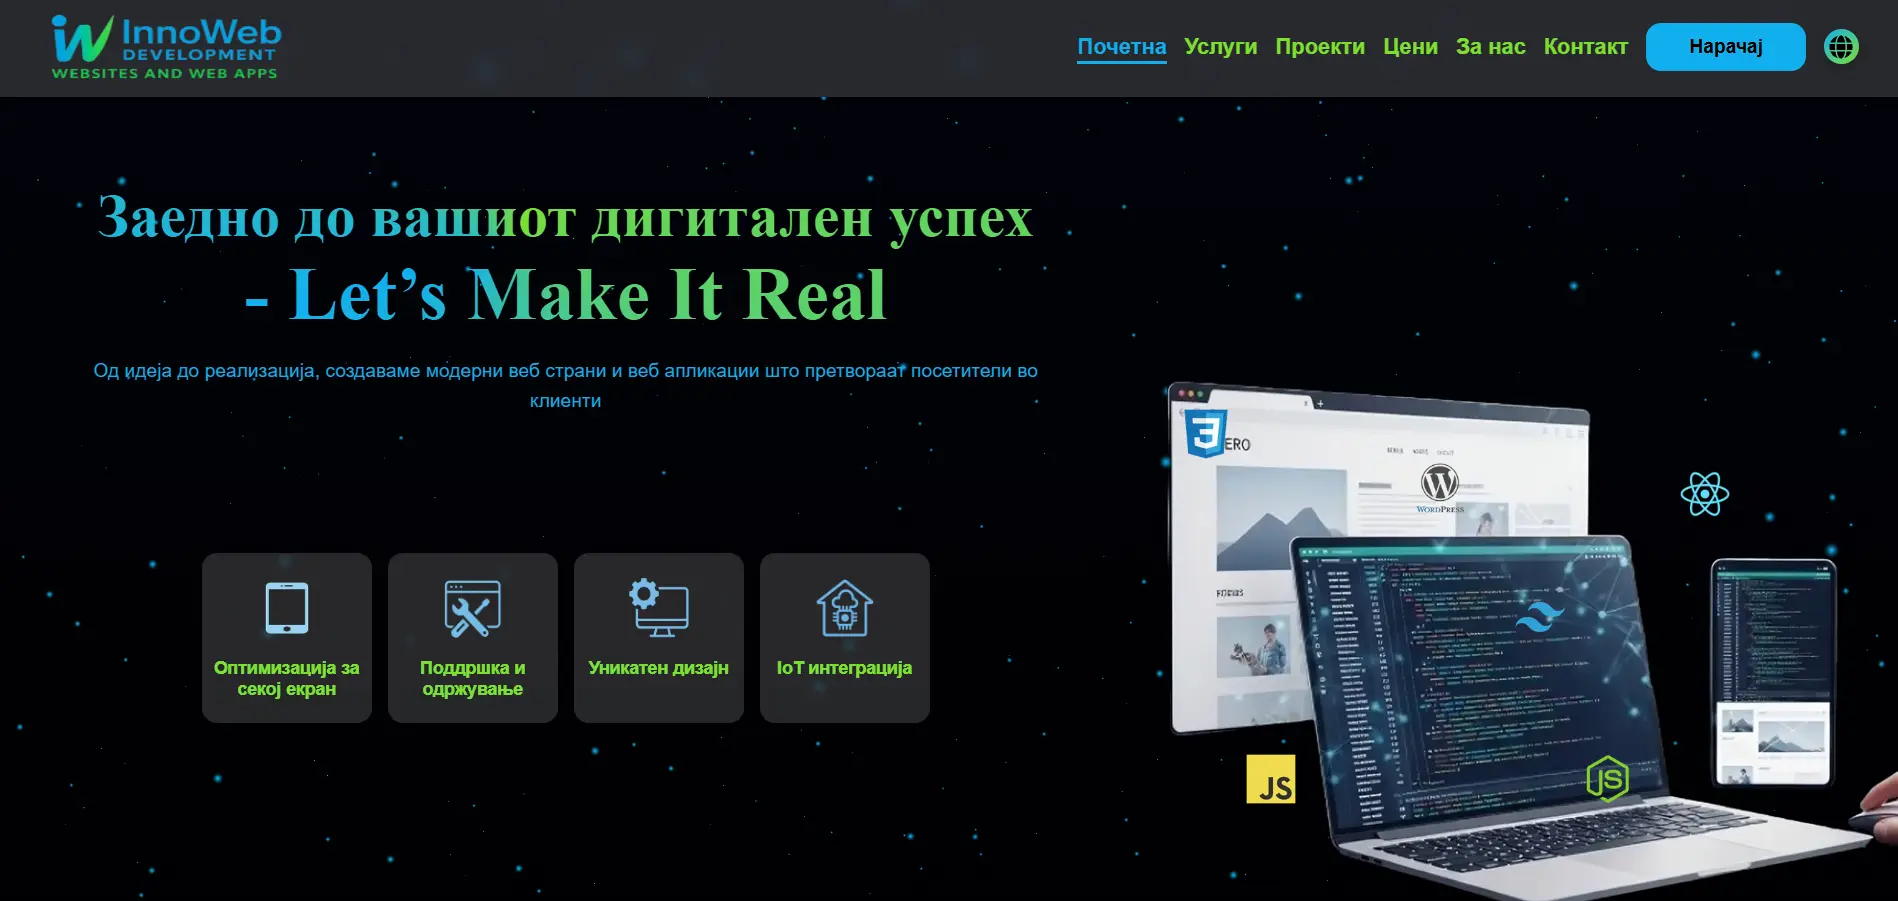 InnoWeb
DEVELOPMENT
WEBSITES AND WEB APPS
Почетна Услуги Проекти Цени За нас Контакт Нарачај
Заедно до вашиот дигитален успех
- Let’s Make It Real
Од идеја до реализација, создаваме модерни веб страни и веб апликации што претвораат посетители во
клиенти
Оптимизација за
секој екран
Поддршка и
одржување
Уникатен дизајн
IoT интеграција
ERO
WORDPRESS
JS
JS